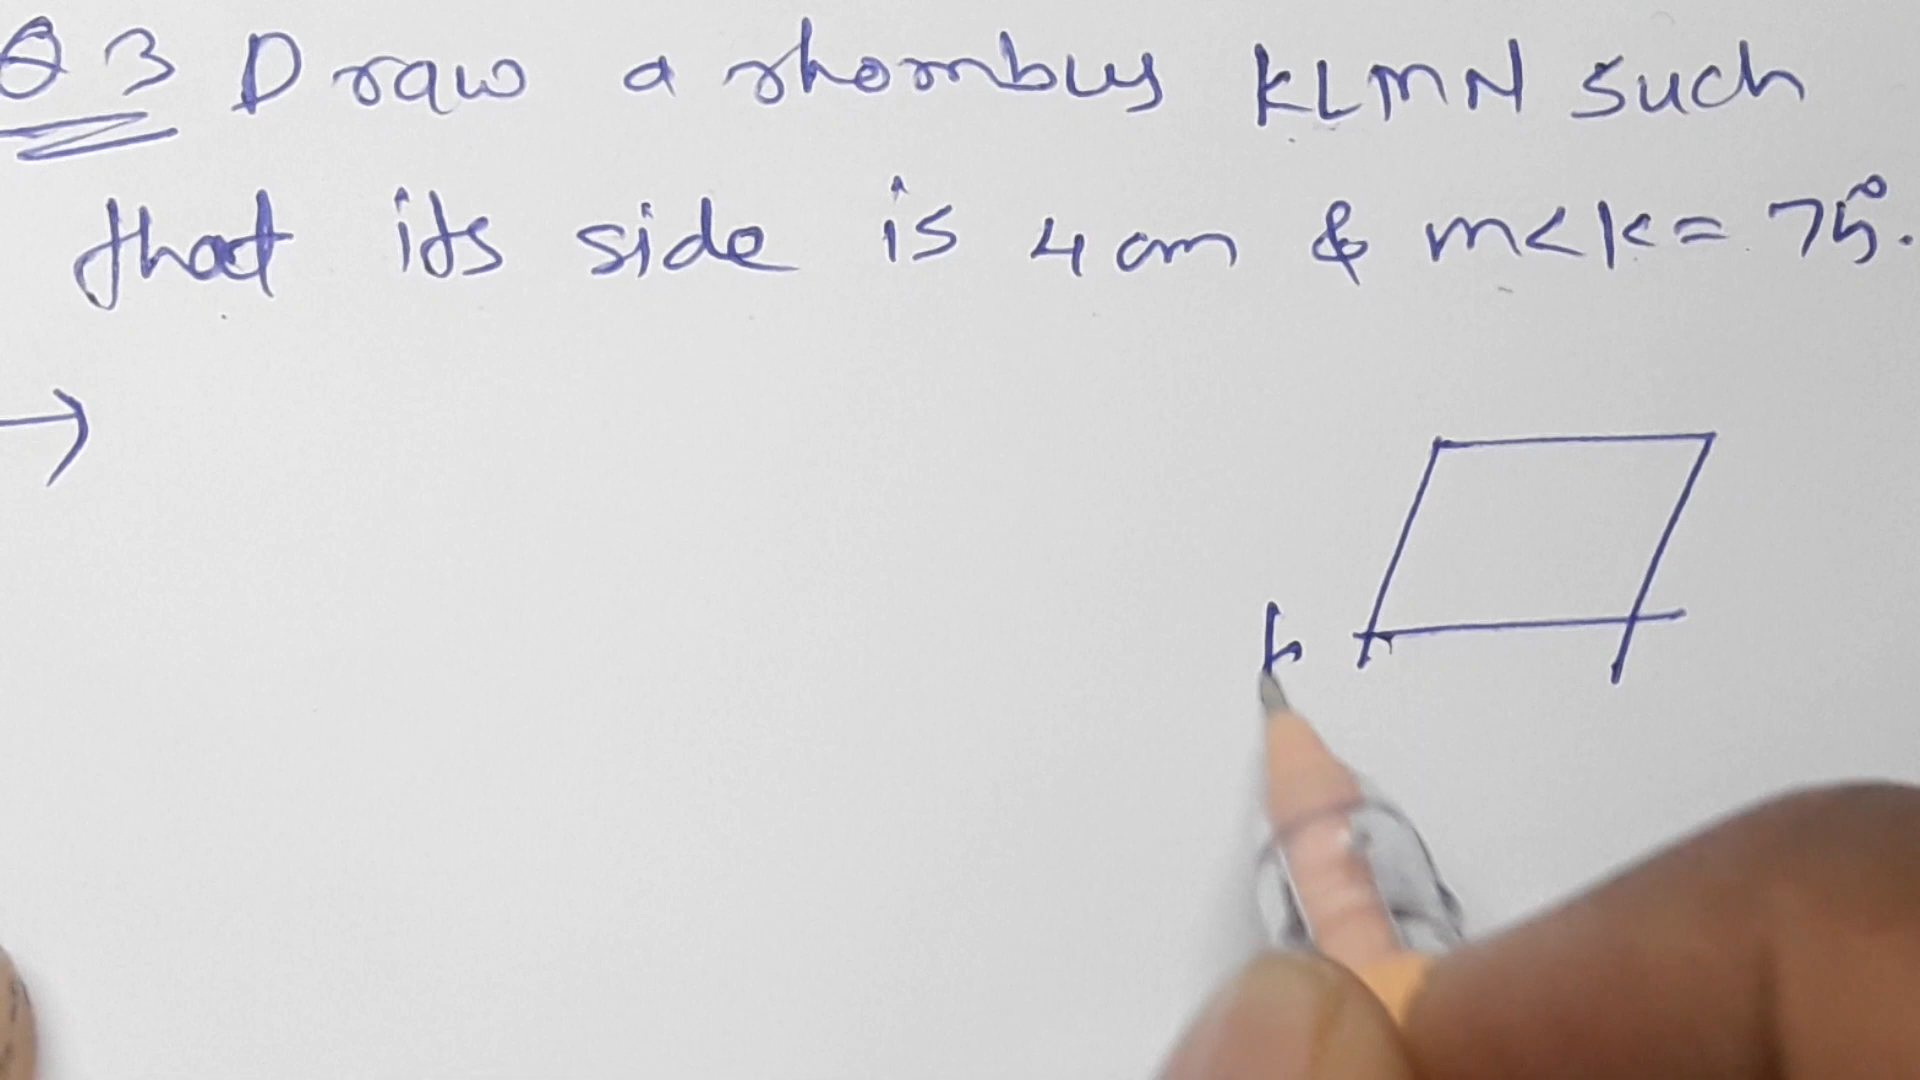 Q 3 Draw a rhombus KLMN such
that its side is 4 cm & m<K = 75°.
→
K